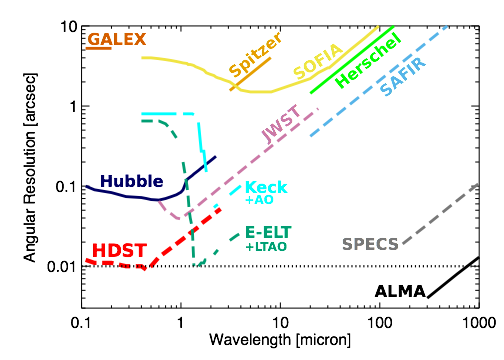 10
GALEX
Spitzer
SOFIA
Herschel
SAFIR
1
JWST
Angular Resolution [arcsec]
0.1
Hubble
Keck
+AO
E-ELT
+LTAO
HDST
SPECS
0.01
ALMA
0.1 1 10 100 1000
Wavelength [micron]